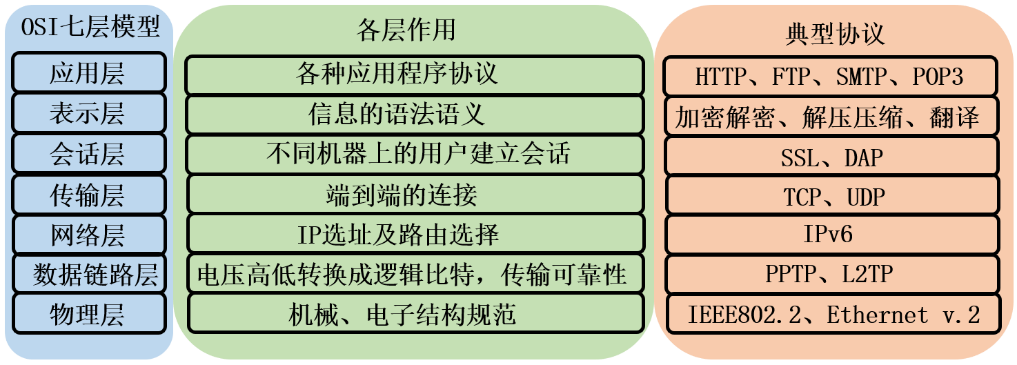 OSI七层模型 各层作用 典型协议
应用层 各种应用程序协议 HTTP、FTP、SMTP、POP3
表示层 信息的语法语义 加密解密、解压压缩、翻译
会话层 不同机器上的用户建立会话 SSL、DAP
传输层 端到端的连接 TCP、UDP
网络层 IP选址及路由选择 IPv6
数据链路层 电压高低转换成逻辑比特，传输可靠性 PPTP、L2TP
物理层 机械、电子结构规范 IEEE802.2、Ethernet v.2